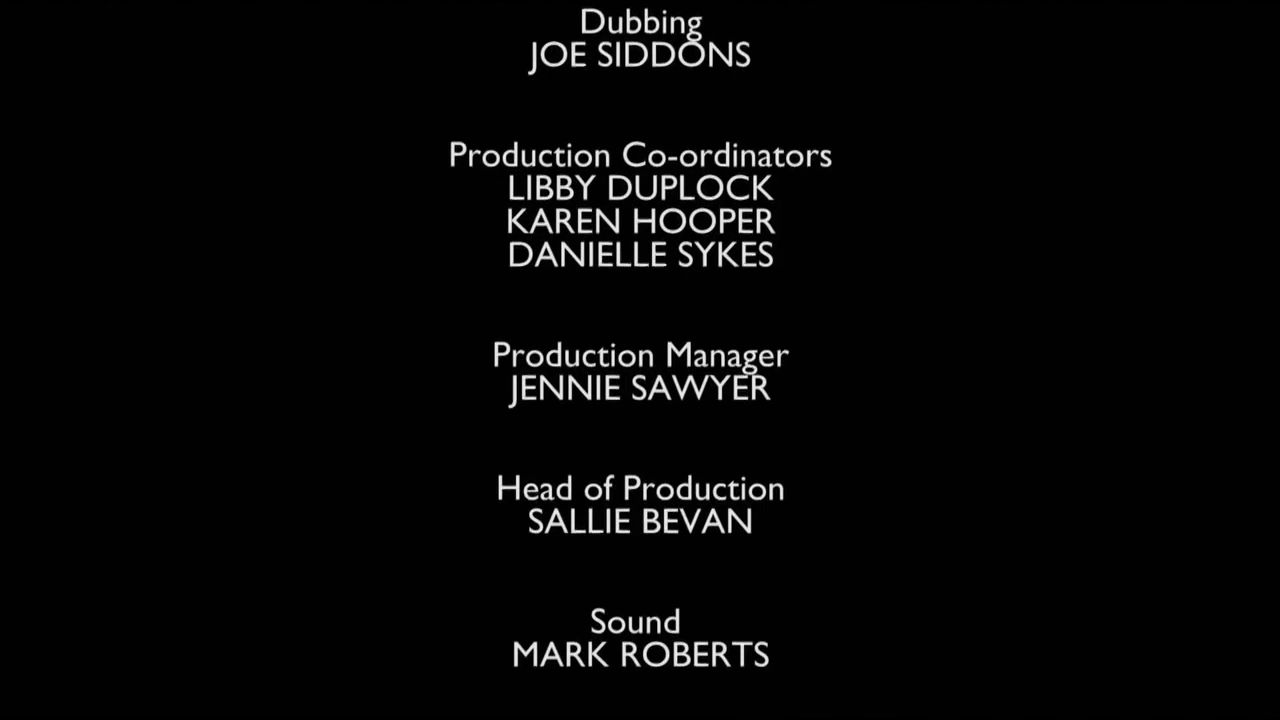 Dubbing
JOE SIDDONS
Production Co-ordinators
LIBBY DUPLOCK
KAREN HOOPER
DANIELLE SYKES
Production Manager
JENNIE SAWYER
Head of Production
SALLIE BEVAN
Sound
MARK ROBERTS